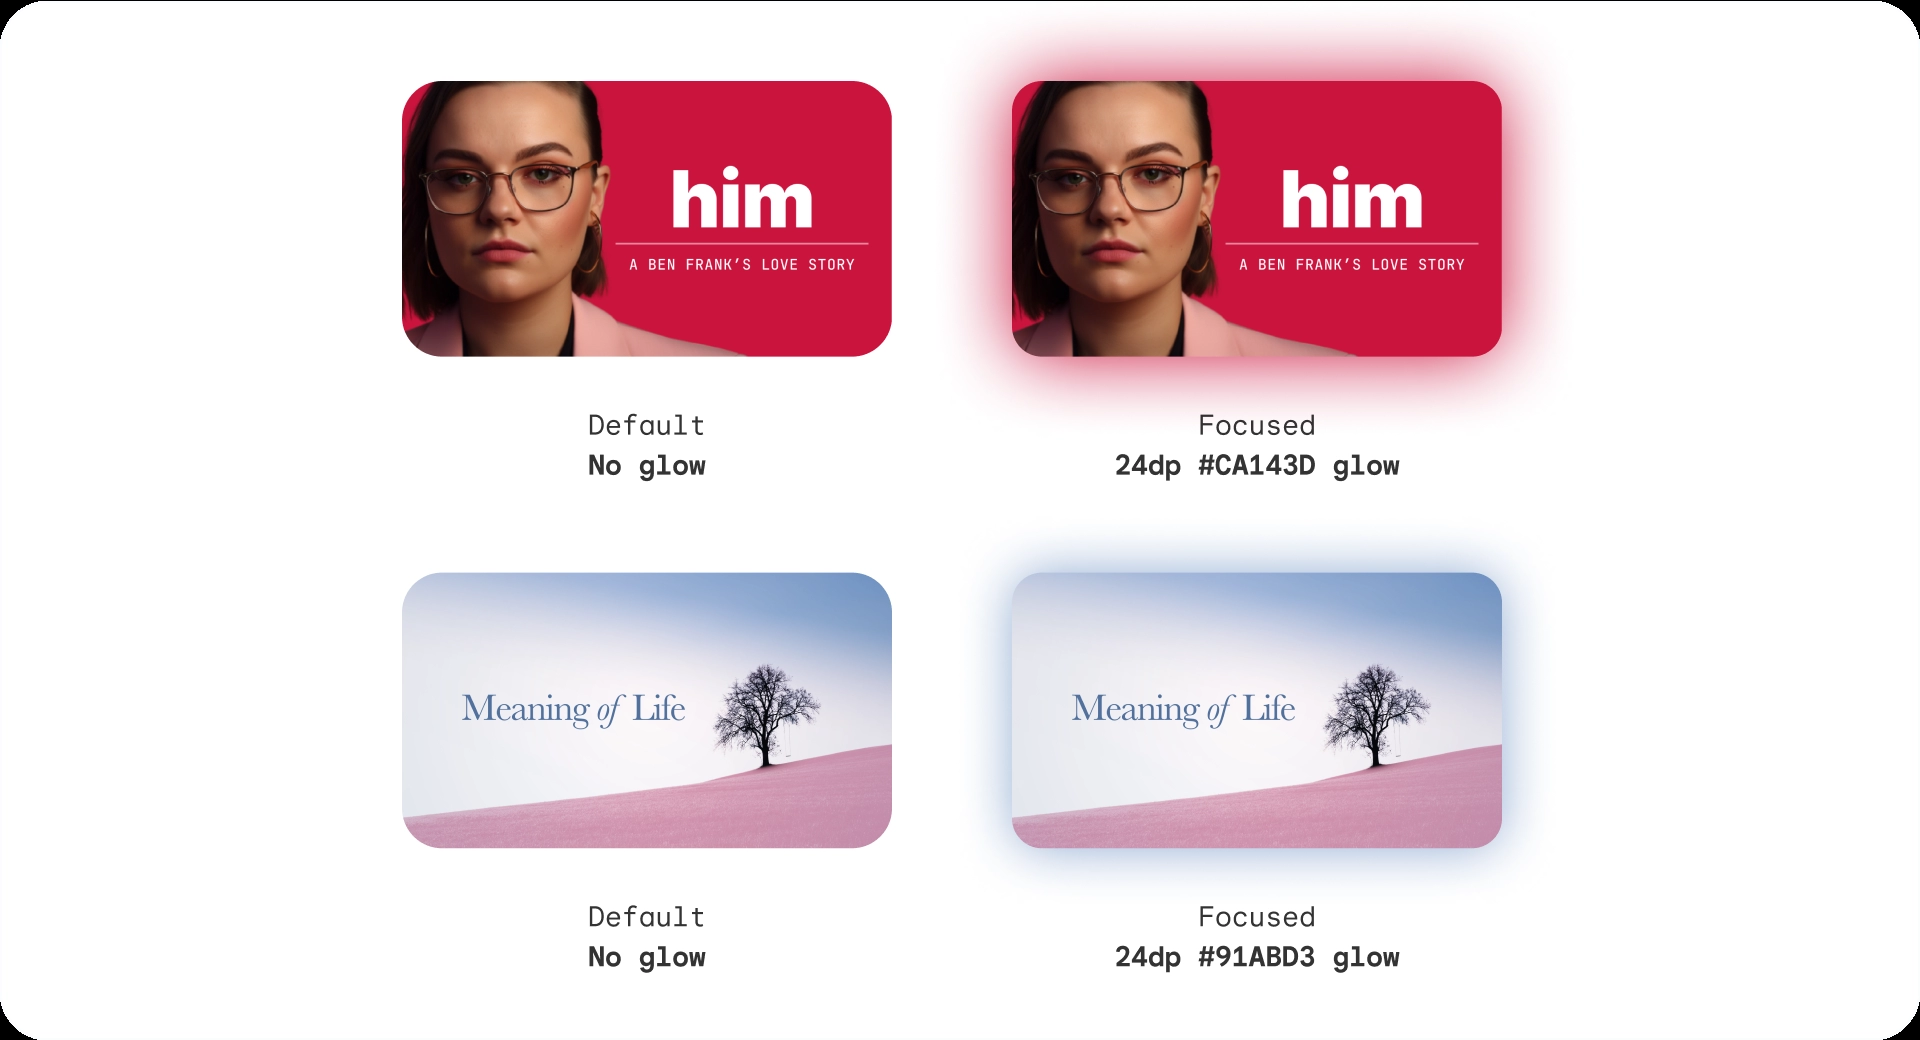 him
A BEN FRANK’S LOVE STORY
him
A BEN FRANK’S LOVE STORY
Default
No glow
Focused
24dp #CA143D glow
Meaning of Life
Meaning of Life
Default
No glow
Focused
24dp #91ABD3 glow